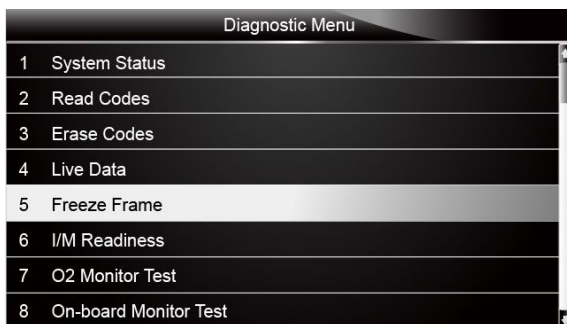 Diagnostic Menu
1 System Status
2 Read Codes
3 Erase Codes
4 Live Data
5 Freeze Frame
6 I/M Readiness
7 O2 Monitor Test
8 On-board Monitor Test